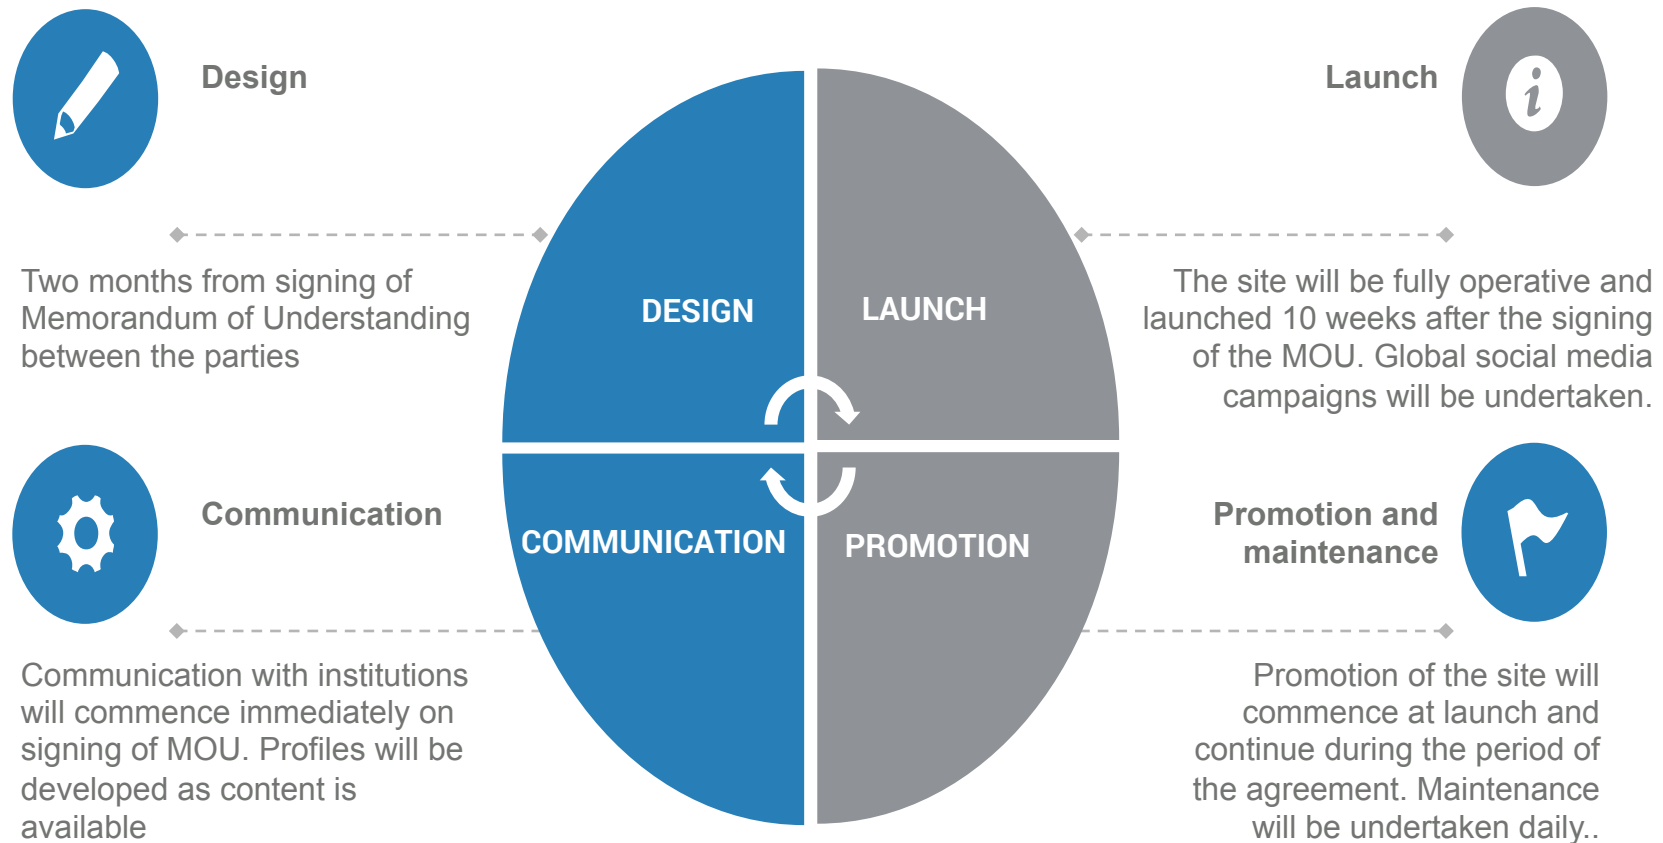 Design
Two months from signing of
Memorandum of Understanding
between the parties
Launch
The site will be fully operative and
launched 10 weeks after the signing
of the MOU. Global social media
campaigns will be undertaken.
DESIGN
LAUNCH
COMMUNICATION
PROMOTION
Communication
Communication with institutions
will commence immediately on
signing of MOU. Profiles will be
developed as content is
available
Promotion and
maintenance
Promotion of the site will
commence at launch and
continue during the period of
the agreement. Maintenance
will be undertaken daily..